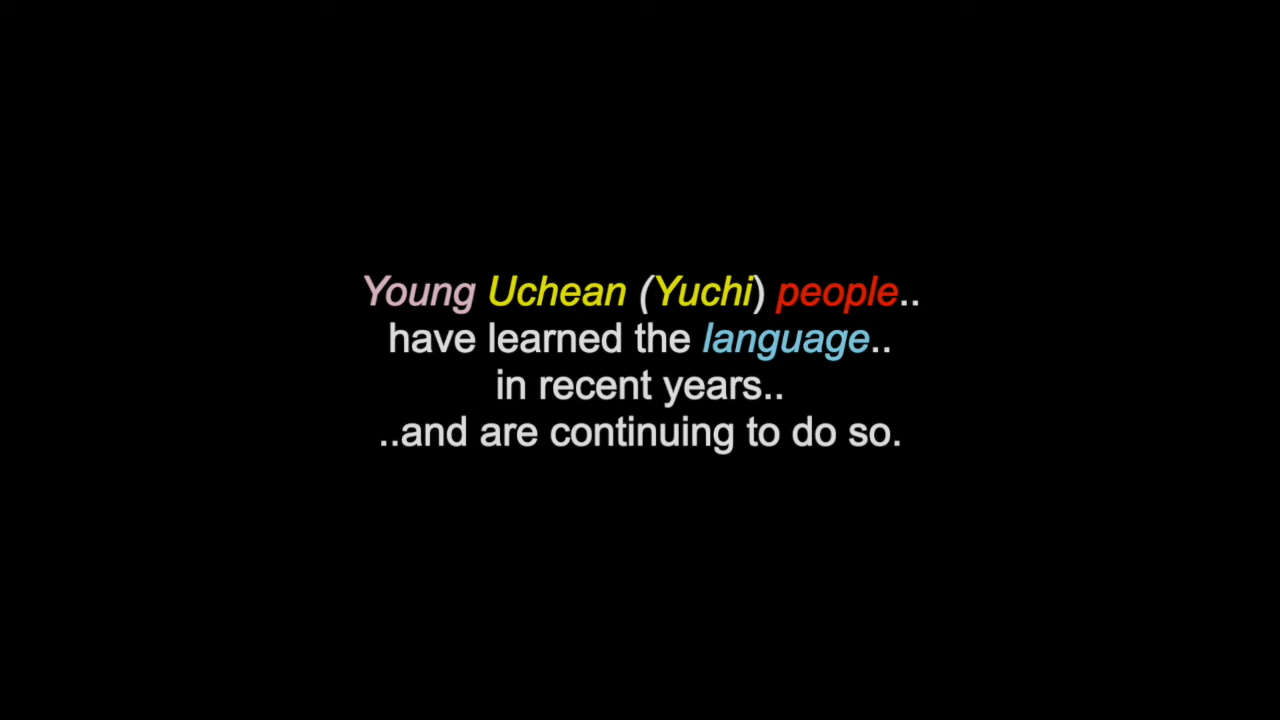 Young Uchean (Yuchi) people..
have learned the language..
in recent years..
..and are continuing to do so.